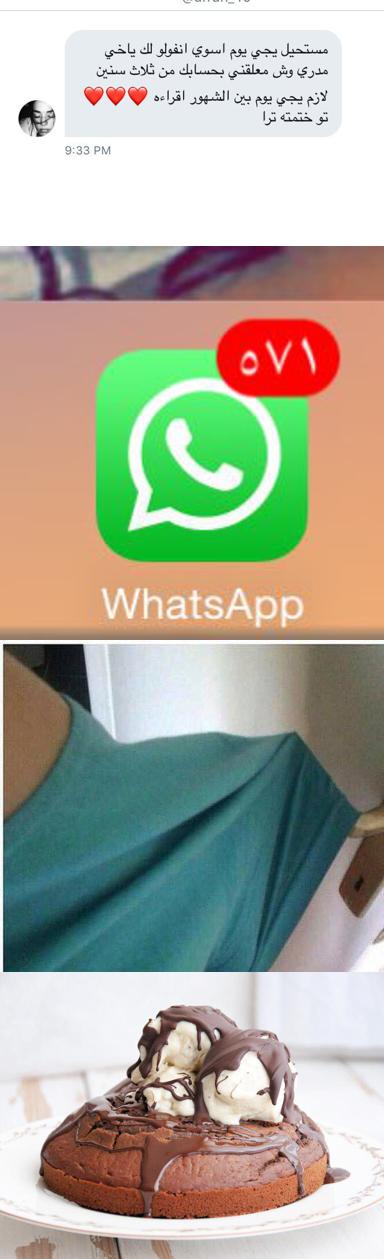 مستحيل يجي يوم اسوي انفولو لك ياخي
مدري وش معلقني بحسابك من ثلاث سنين
لازم يجي يوم بين الشهور اقراءه ❤️❤️❤️
تو ختمته ترا
9:33 PM
٥٧١
WhatsApp